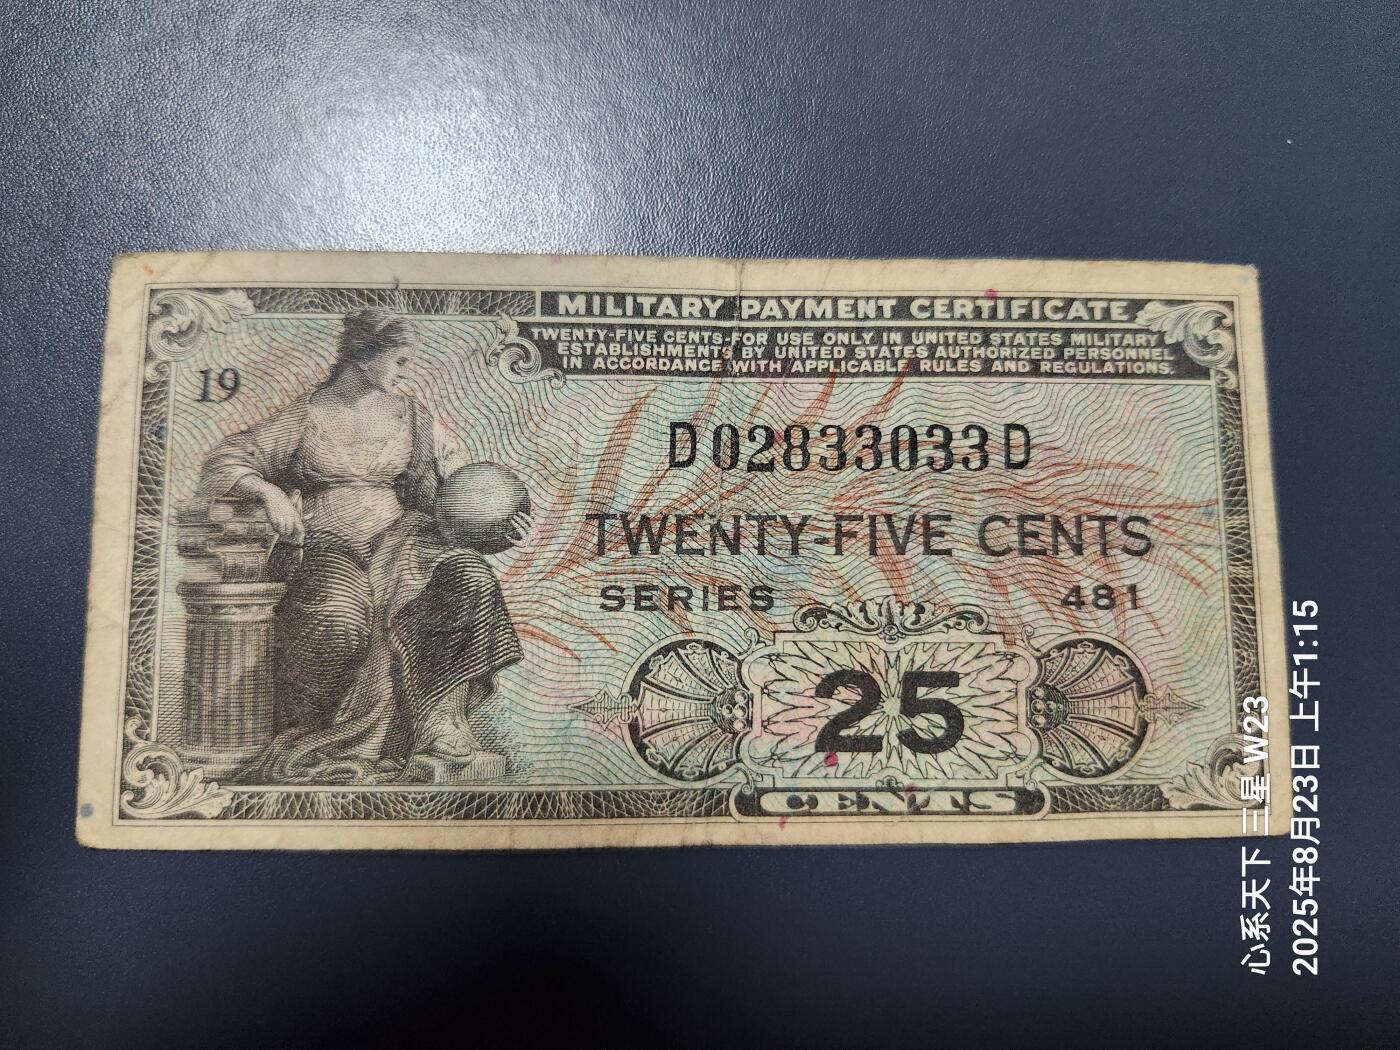 MILITARY PAYMENT CERTIFICATE
TWENTY-FIVE CENTS-FOR USE ONLY IN UNITED STATES MILITARY
ESTABLISHMENTS BY UNITED STATES AUTHORIZED PERSONNEL
IN ACCORDANCE WITH APPLICABLE RULES AND REGULATIONS.
19
D02833033D
TWENTY-FIVE CENTS
SERIES 481
25
CENTS
心系天下 三星 W23
2025年8月23日 上午1:15